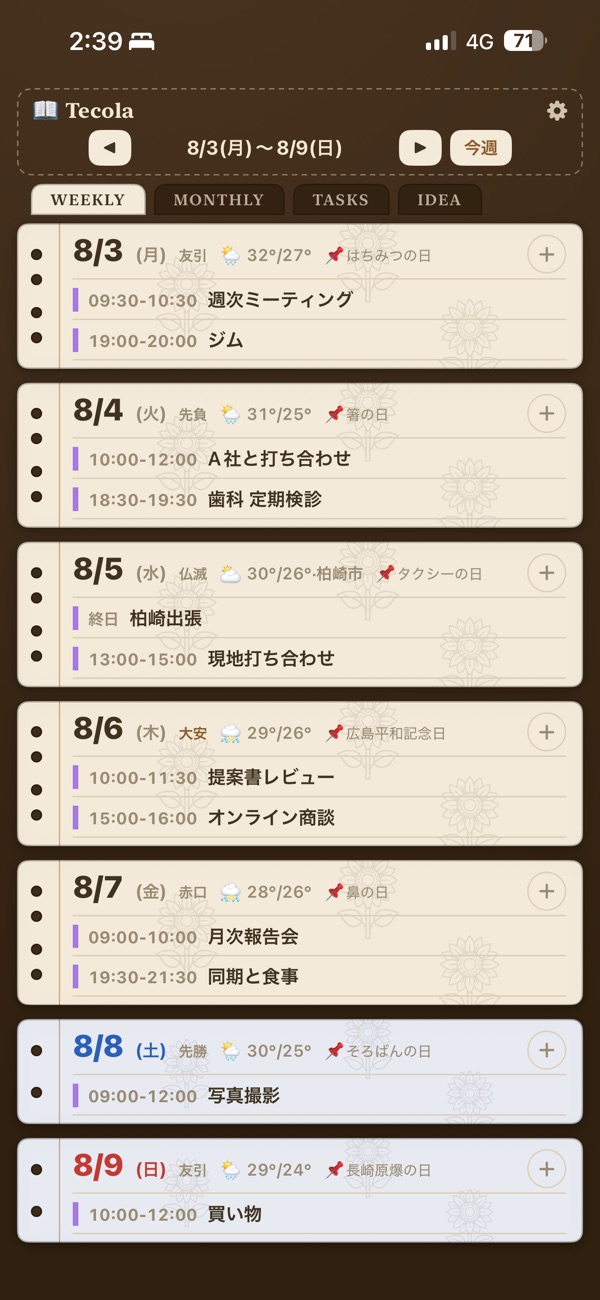 2:39 4G 71
Tecola
8/3(月)〜8/9(日) 今週
WEEKLY MONTHLY TASKS IDEA
8/3 (月) 友引 32°/27° はちみつの日
09:30-10:30 週次ミーティング
19:00-20:00 ジム
8/4 (火) 先負 31°/25° 箸の日
10:00-12:00 A社と打ち合わせ
18:30-19:30 歯科 定期検診
8/5 (水) 仏滅 30°/26°·柏崎市 タクシーの日
終日 柏崎出張
13:00-15:00 現地打ち合わせ
8/6 (木) 大安 29°/26° 広島平和記念日
10:00-11:30 提案書レビュー
15:00-16:00 オンライン商談
8/7 (金) 赤口 28°/26° 鼻の日
09:00-10:00 月次報告会
19:30-21:30 同期と食事
8/8 (土) 先勝 30°/25° そろばんの日
09:00-12:00 写真撮影
8/9 (日) 友引 29°/24° 長崎原爆の日
10:00-12:00 買い物